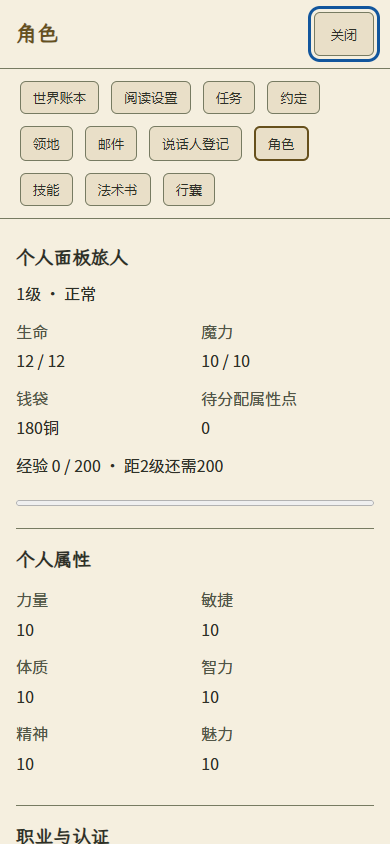 角色
关闭
世界账本 阅读设置 任务 约定
领地 邮件 说话人登记 角色
技能 法术书 行囊
个人面板旅人
1级 · 正常
生命 魔力
12 / 12 10 / 10
钱袋 待分配属性点
180铜 0
经验 0 / 200 · 距2级还需200
个人属性
力量 敏捷
10 10
体质 智力
10 10
精神 魅力
10 10
职业与认证